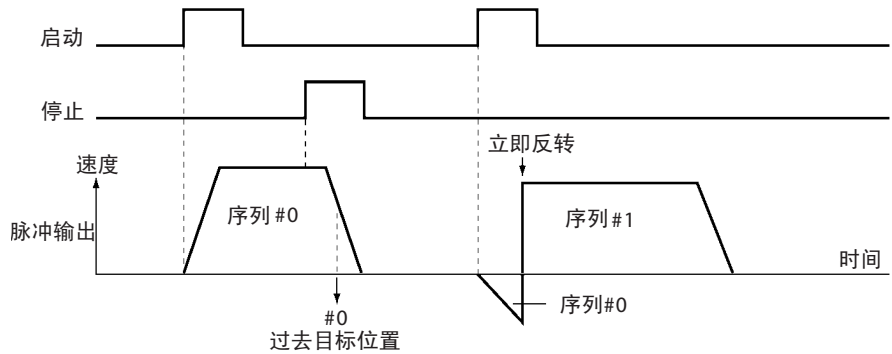 启动
停止
立即反转
速度
脉冲输出
序列 #0
序列 #1
时间
#0
过去目标位置
序列#0